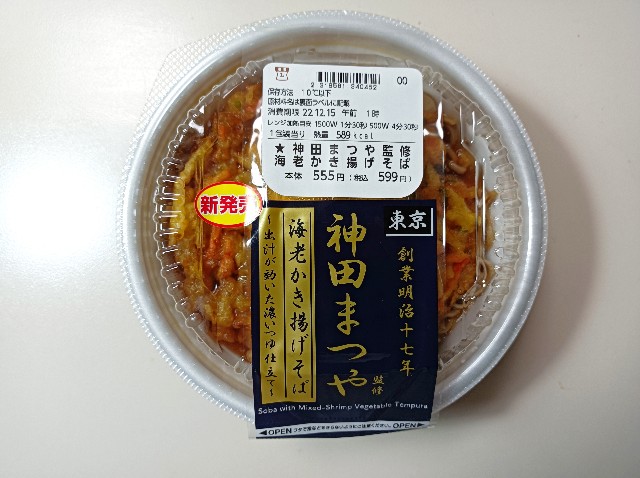 00
2 319581 340452
保存方法 10℃以下
原材料名は裏面ラベルに記載
消費期限 22.12.15 午前 1時
レンジ加熱目安 1500W 1分30秒 500W 4分30秒
1包装当り 熱量 589kcal
★神田まつや監修
海老かき揚げそば
本体 555円(税込 599円)
新発売
東京
創業明治十七年
神田まつや
監修
海老かき揚げそば
~出汁が効いた濃いつゆ仕立て~
Soba with Mixed-Shrimp Vegetable Tempura
◀OPEN
OPEN▶